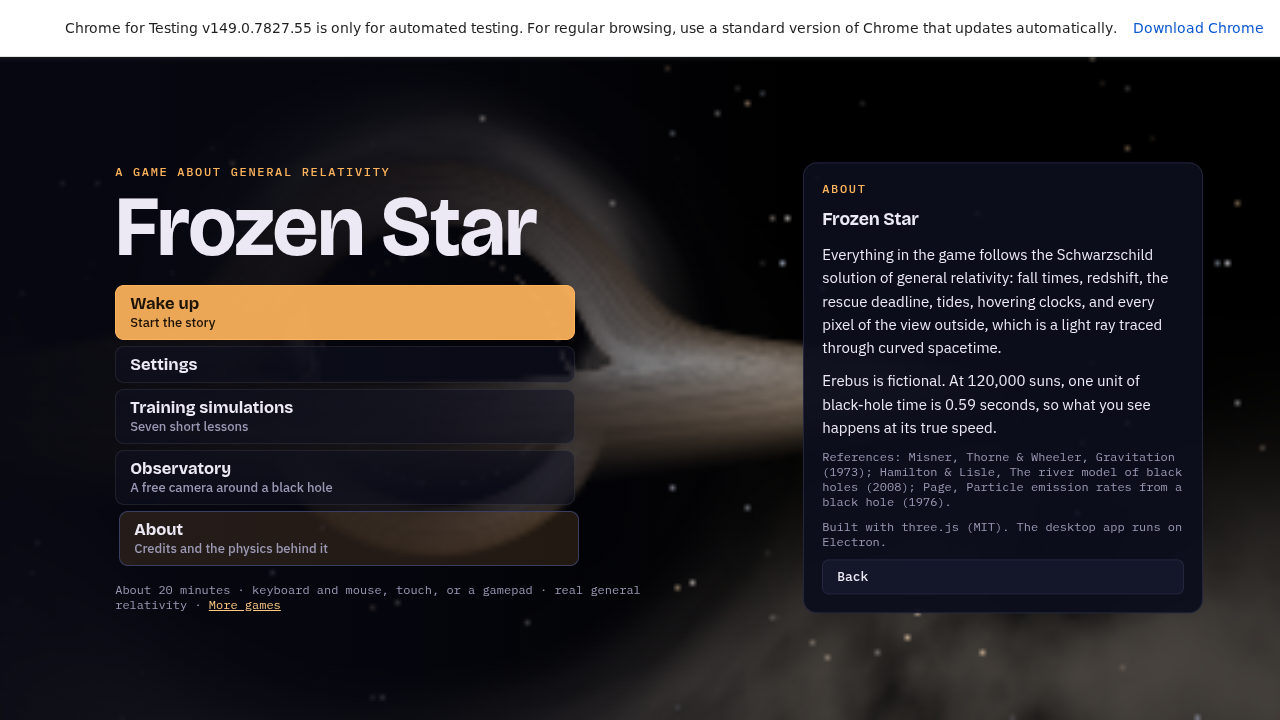 Chrome for Testing v149.0.7827.55 is only for automated testing. For regular browsing, use a standard version of Chrome that updates automatically. Download Chrome
A GAME ABOUT GENERAL RELATIVITY
Frozen Star
Wake up
Start the story
Settings
Training simulations
Seven short lessons
Observatory
A free camera around a black hole
About
Credits and the physics behind it
About 20 minutes · keyboard and mouse, touch, or a gamepad · real general
relativity · More games
ABOUT
Frozen Star
Everything in the game follows the Schwarzschild
solution of general relativity: fall times, redshift, the
rescue deadline, tides, hovering clocks, and every
pixel of the view outside, which is a light ray traced
through curved spacetime.
Erebus is fictional. At 120,000 suns, one unit of
black-hole time is 0.59 seconds, so what you see
happens at its true speed.
References: Misner, Thorne & Wheeler, Gravitation
(1973); Hamilton & Lisle, The river model of black
holes (2008); Page, Particle emission rates from a
black hole (1976).
Built with three.js (MIT). The desktop app runs on
Electron.
Back